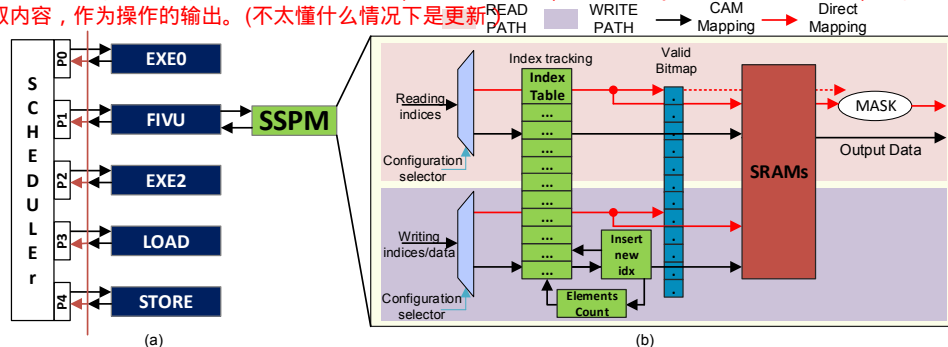 取内容，作为操作的输出。(不太懂什么情况下是更新)
READ PATH
WRITE PATH
CAM Mapping
Direct Mapping
SCHEDULEr
P0
P1
P2
P3
P4
EXE0
FIVU
EXE2
LOAD
STORE
SSPM
(a)
Index tracking
Valid Bitmap
Index Table
...
...
...
...
...
...
...
...
...
...
Reading indices
Configuration selector
Writing indices/data
Configuration selector
Insert new idx
Elements Count
SRAMs
MASK
Output Data
(b)